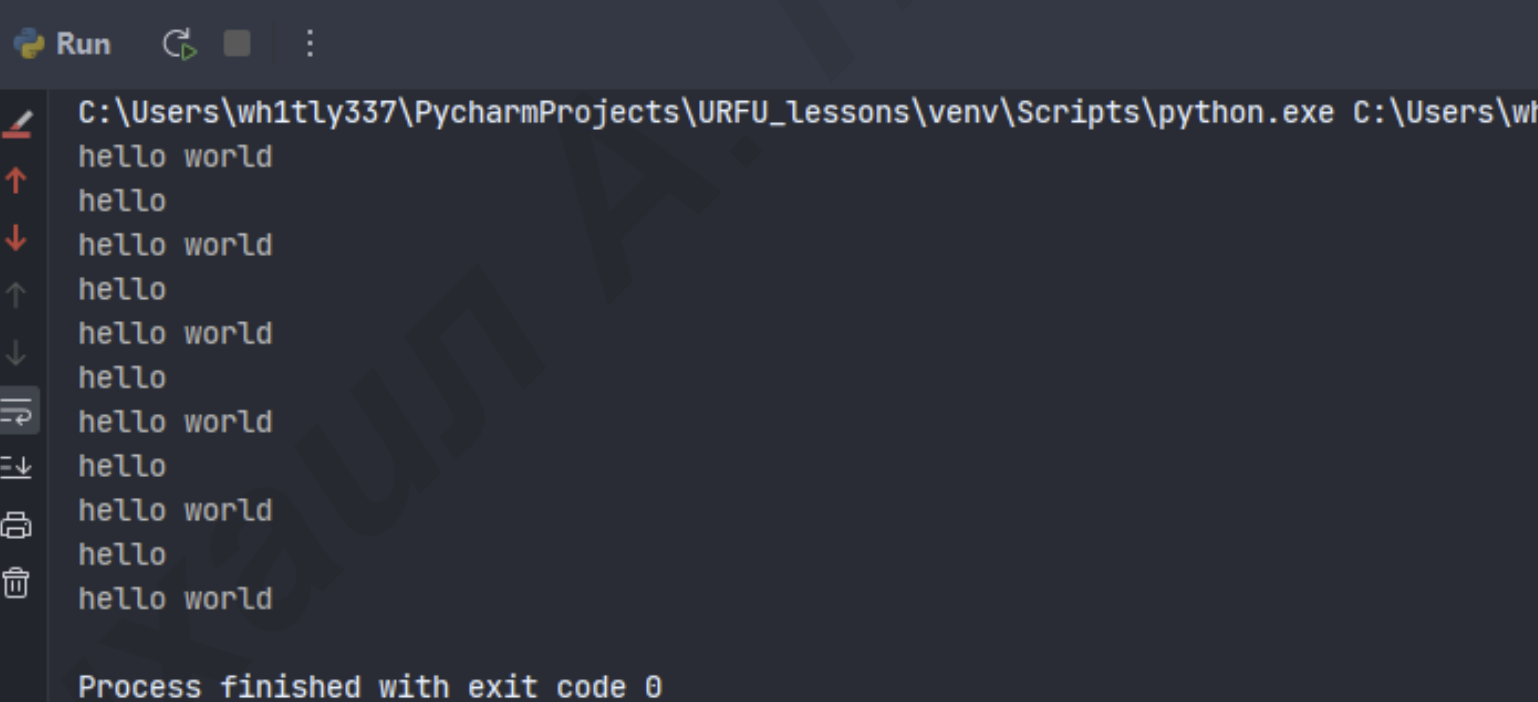 Run
C:\Users\wh1tly337\PycharmProjects\URFU_lessons\venv\Scripts\python.exe C:\Users\wh
hello world
hello
hello world
hello
hello world
hello
hello world
hello
hello world
hello
hello world
Process finished with exit code 0